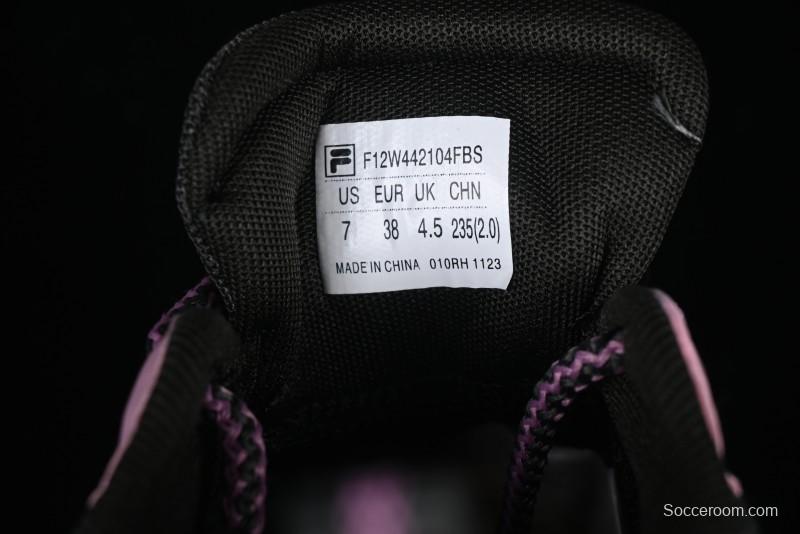 F F12W442104FBS
US EUR UK CHN
7 38 4.5 235(2.0)
MADE IN CHINA 010RH 1123
Socceroom.com